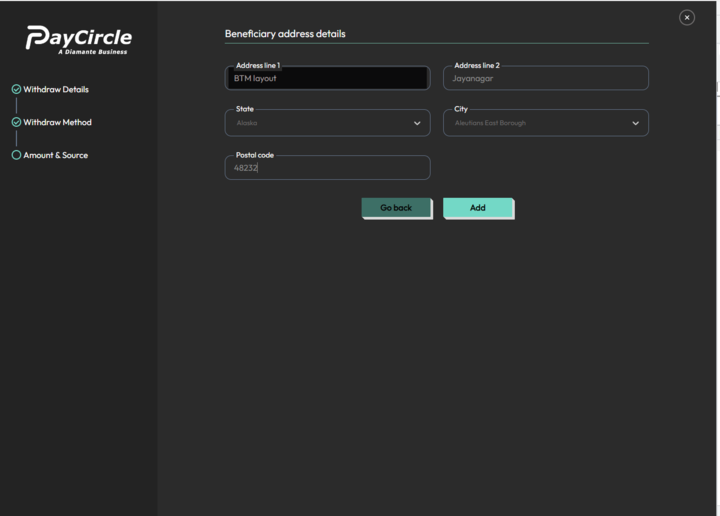 PayCircle
A Diamante Business
Withdraw Details
Withdraw Method
Amount & Source
Beneficiary address details
Address line 1
BTM layout
Address line 2
Jayanagar
State
Alaska
City
Aleutians East Borough
Postal code
48232
Go back
Add